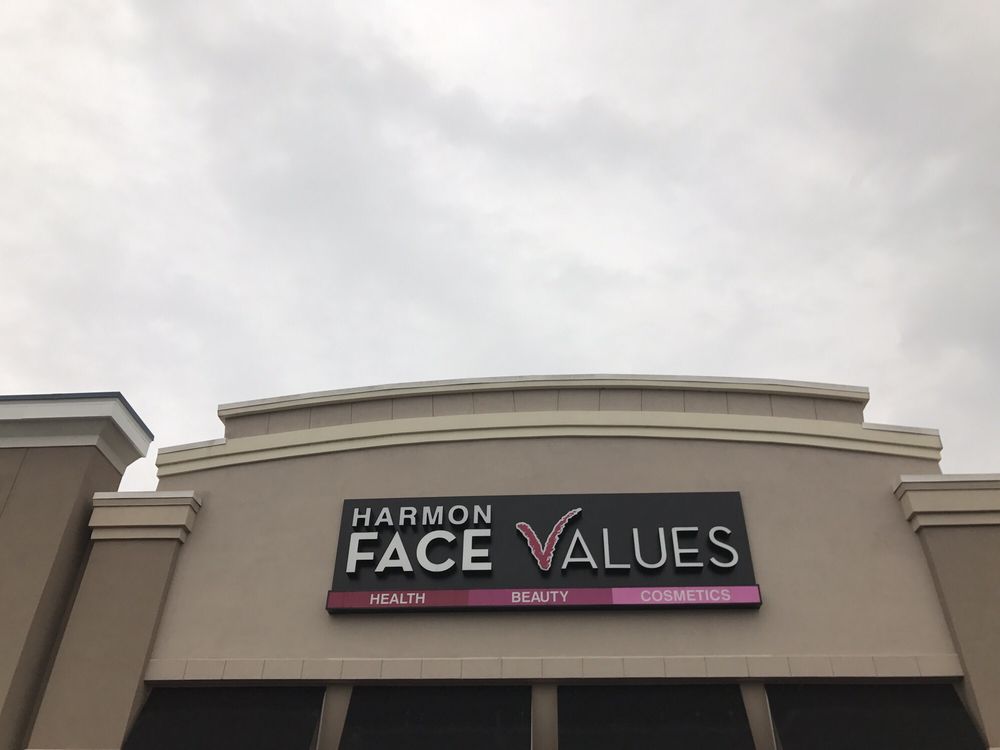 HARMON
FACE VALUES
HEALTH BEAUTY COSMETICS